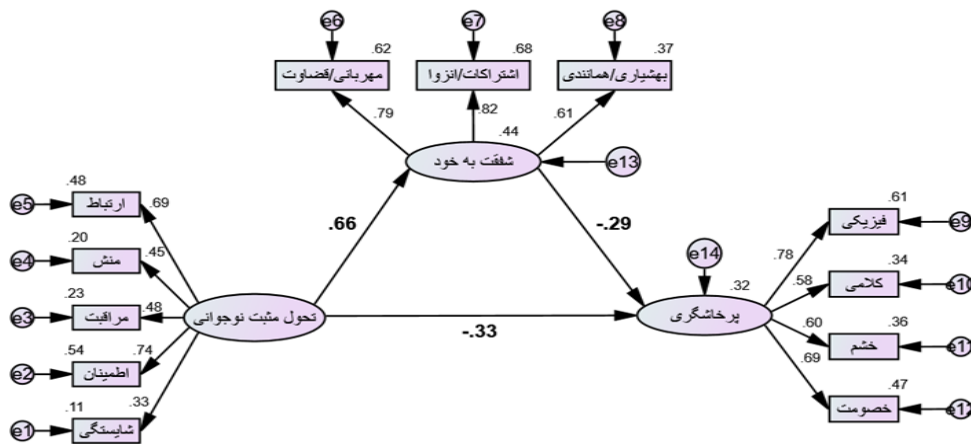 e6
e7
e8
.62
.68
.37
مهربانی/قضاوت
اشتراکات/انزوا
بهشیاری/همانندی
.79
.82
.61
.44
شفقت به خود
e13
.48
e5
ارتباط
.69
.20
e4
منش
.45
.23
e3
مراقبت
.48
.54
e2
اطمینان
.74
.11
e1
شایستگی
.33
تحول مثبت نوجوانی
.66
-.29
-.33
e14
.32
پرخاشگری
.61
فیزیکی
e9
.78
.34
کلامی
e10
.58
.36
خشم
e11
.60
.47
خصومت
e12
.69